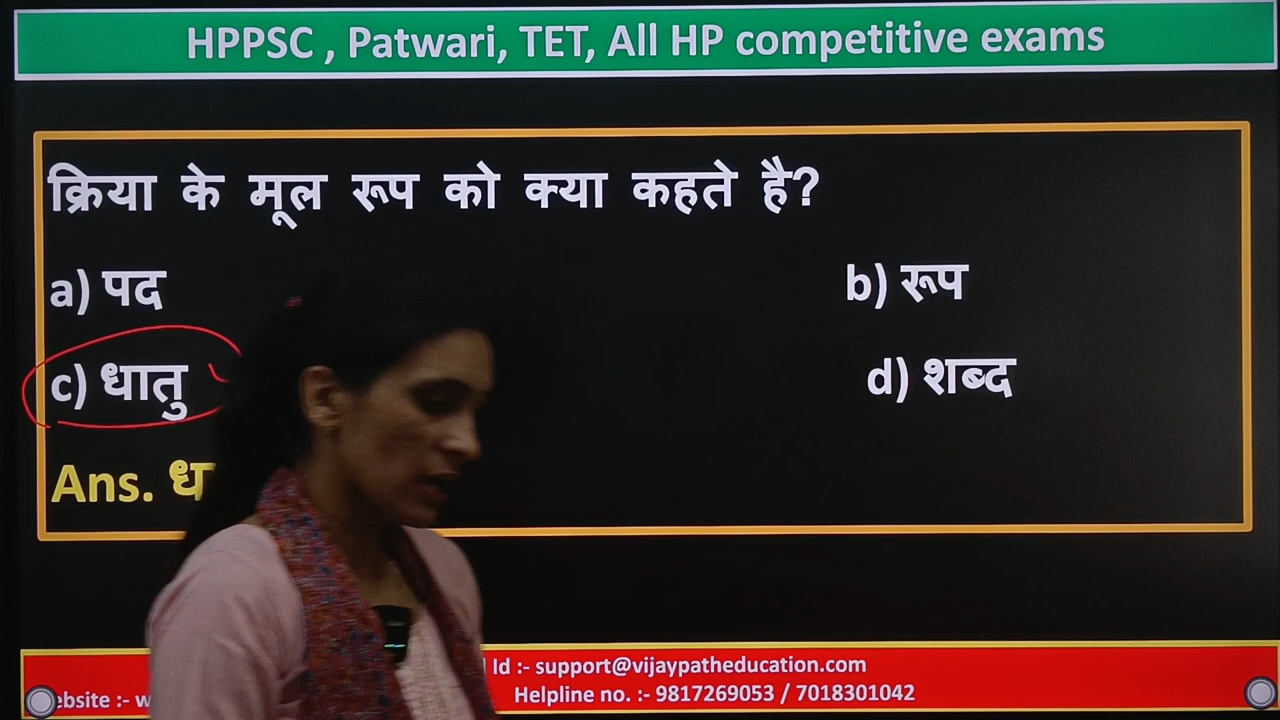 HPPSC , Patwari, TET, All HP competitive exams
क्रिया के मूल रूप को क्या कहते है?
a) पद
b) रूप
c) धातु
d) शब्द
Ans.
Id :- support@vijaypatheducation.com
Helpline no. :- 9817269053 / 7018301042